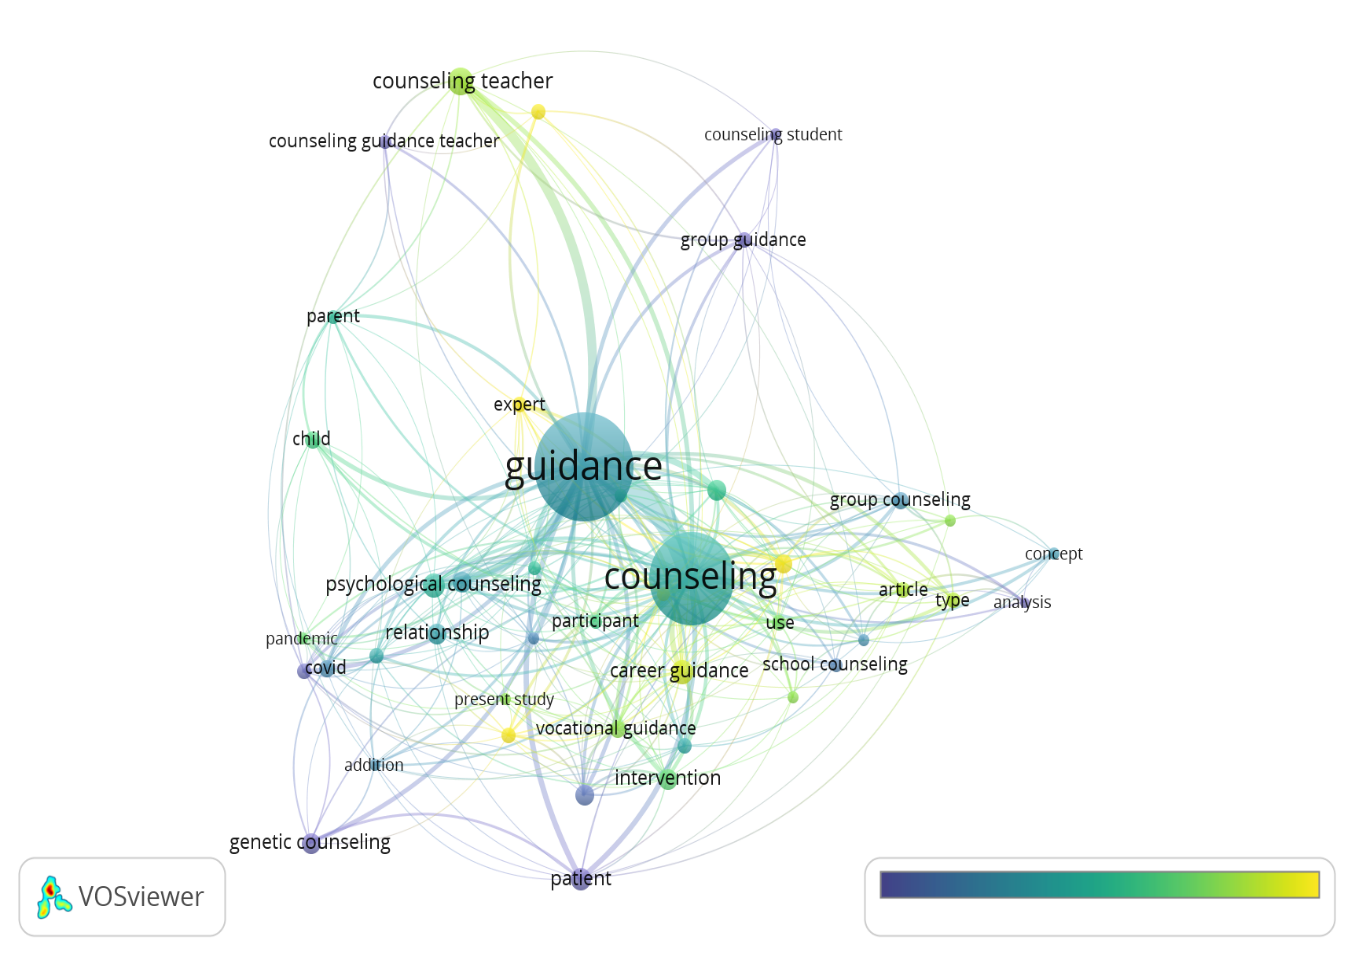 counseling teacher
counseling guidance teacher
counseling student
group guidance
parent
expert
child
guidance
group counseling
concept
counseling
psychological counseling
article
type
analysis
participant
use
relationship
pandemic
covid
career guidance
school counseling
present study
vocational guidance
addition
intervention
genetic counseling
patient
VOSviewer